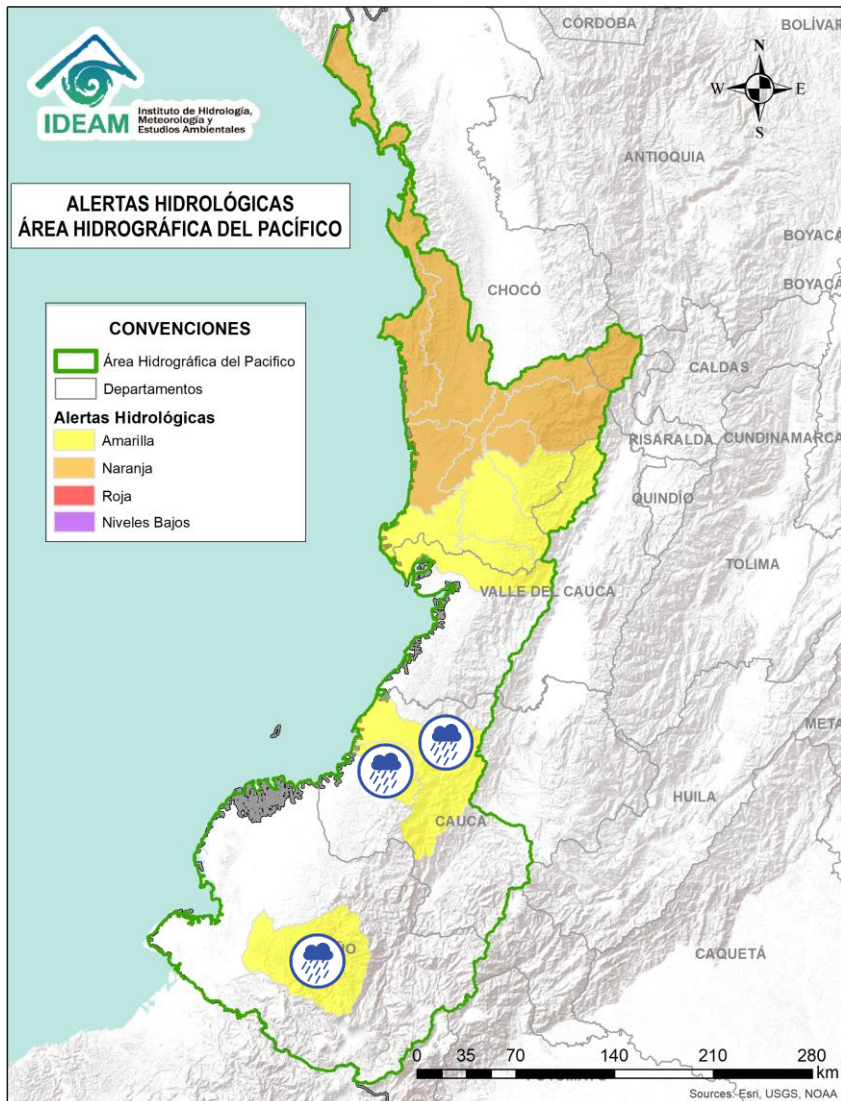 CÓRDOBA
BOLÍVAR
IDEAM
Instituto de Hidrología,
Meteorología y
Estudios Ambientales
N
W
E
S
ANTIOQUIA
ALERTAS HIDROLÓGICAS
ÁREA HIDROGRÁFICA DEL PACÍFICO
BOYACÁ
BOYACÁ
CHOCÓ
CONVENCIONES
Área Hidrográfica del Pacifico
Departamentos
Alertas Hidrológicas
Amarilla
Naranja
Roja
Niveles Bajos
CALDAS
RISARALDA
CUNDINAMARCA
QUINDÍO
TOLIMA
VALLE DEL CAUCA
META
HUILA
CAUCA
CAQUETÁ
0 35 70 140 210 280
km
Sources: Esri, USGS, NOAA